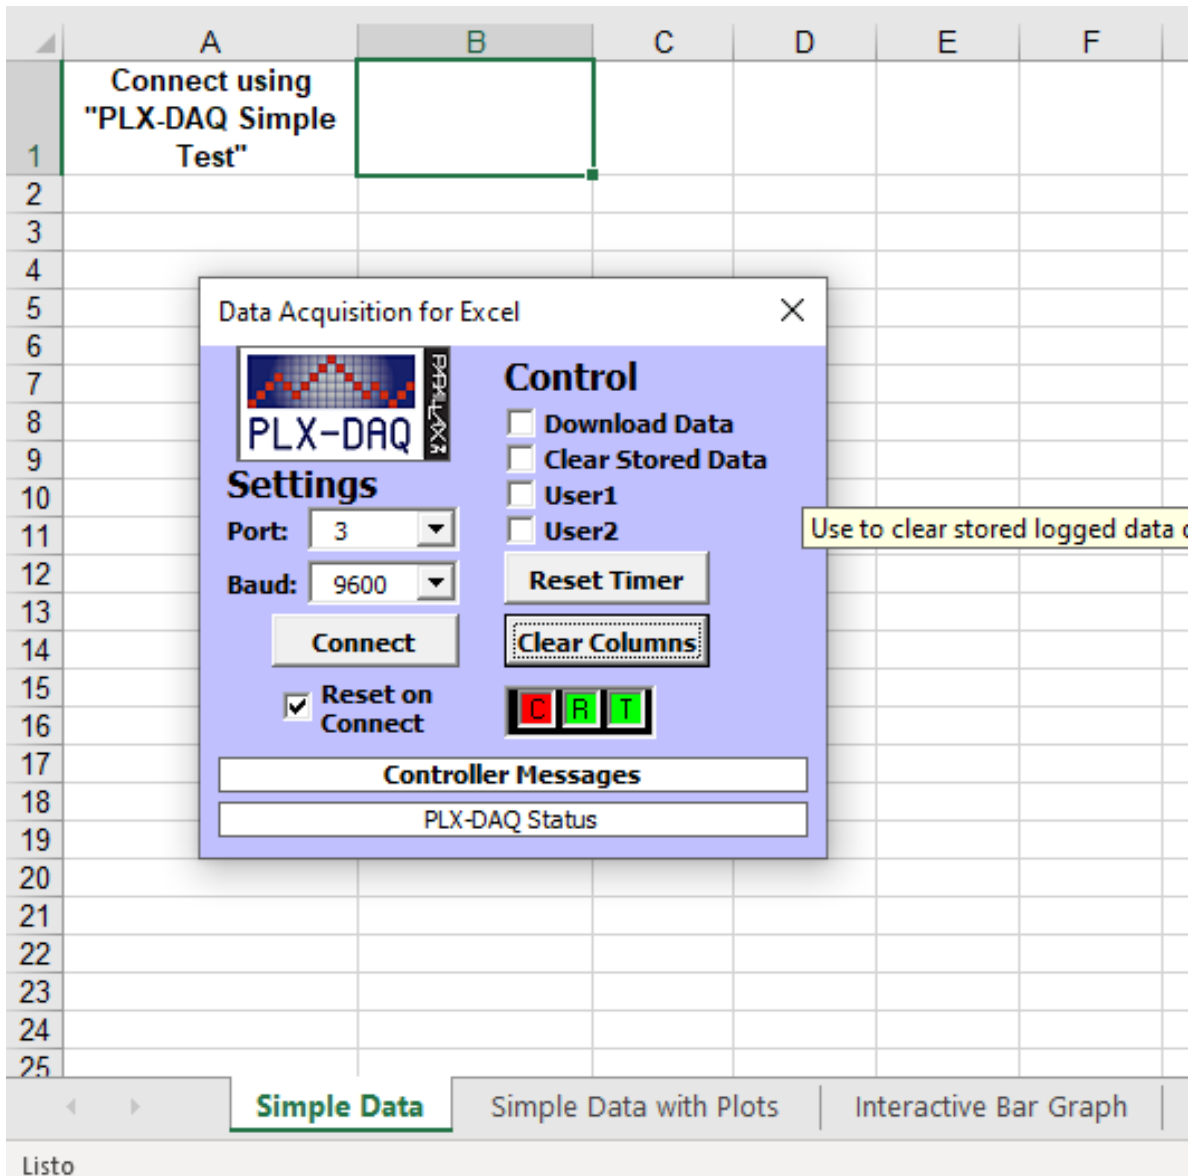 A B C D E F
Connect using
"PLX-DAQ Simple
Test"
1
2
3
4
5
6
7
8
9
10
11
12
13
14
15
16
17
18
19
20
21
22
23
24
25
Data Acquisition for Excel
PLX-DAQ
PARALLAX
Control
Download Data
Clear Stored Data
User1
User2
Settings
Port: 3
Baud: 9600
Reset Timer
Connect
Clear Columns
Reset on
Connect
C R T
Controller Messages
PLX-DAQ Status
Use to clear stored logged data
Simple Data Simple Data with Plots Interactive Bar Graph
Listo